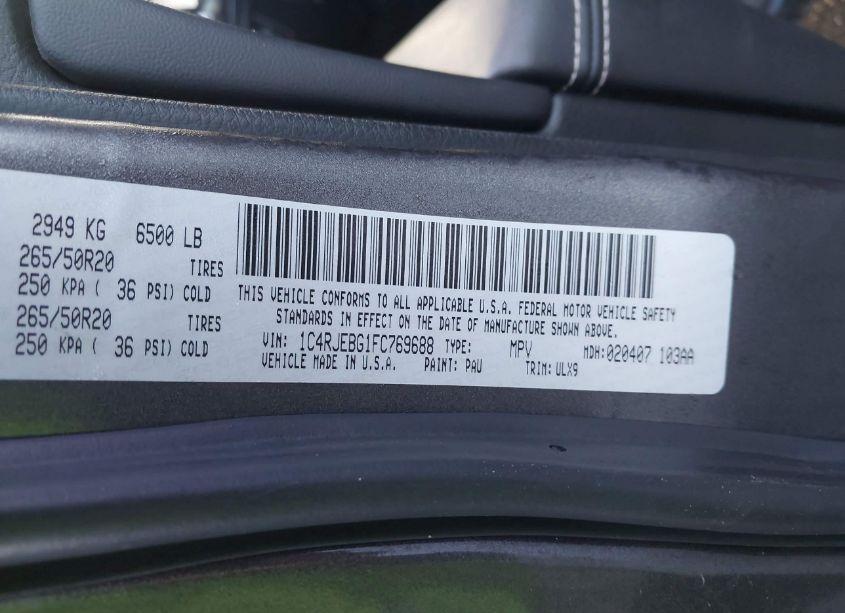 2949 KG 6500 LB
265/50R20 TIRES
250 KPA ( 36 PSI) COLD
265/50R20 TIRES
250 KPA ( 36 PSI) COLD
THIS VEHICLE CONFORMS TO ALL APPLICABLE U.S.A. FEDERAL MOTOR VEHICLE SAFETY
STANDARDS IN EFFECT ON THE DATE OF MANUFACTURE SHOWN ABOVE.
VIN: 1C4RJEBG1FC769688 TYPE: MPV MDH:020407 103AA
VEHICLE MADE IN U.S.A. PAINT: PAU TRIM: ULX9